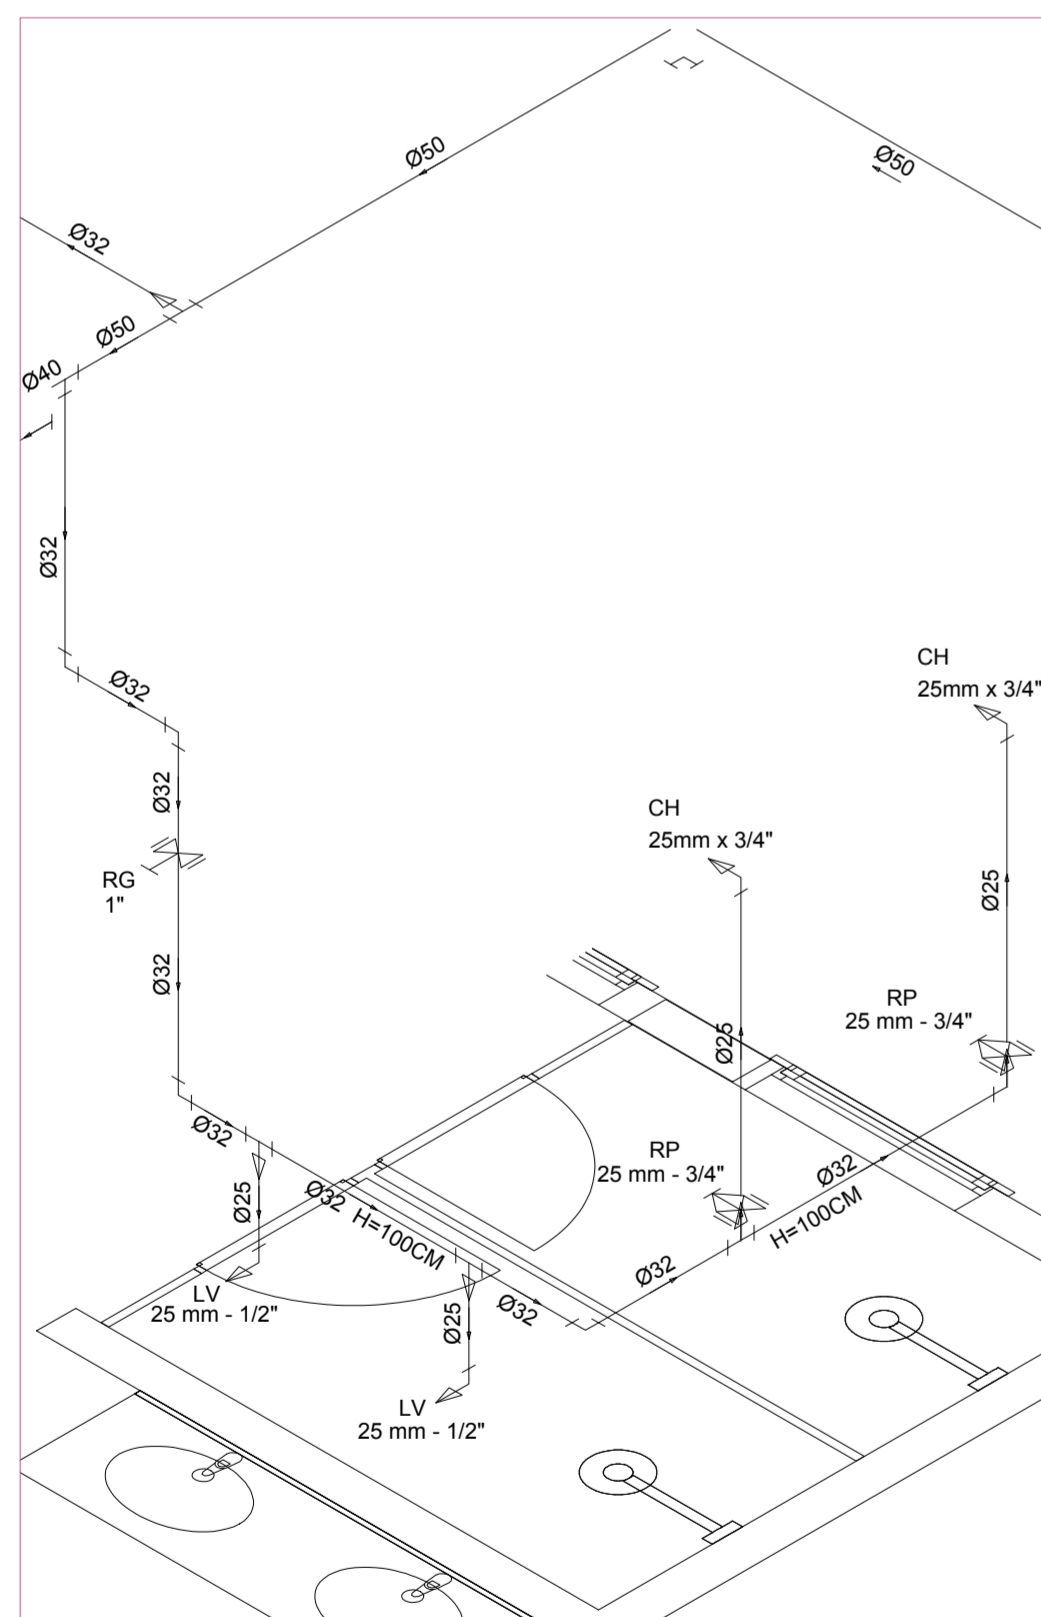 Ø50
Ø50
Ø32
Ø50
Ø40
Ø32
Ø32
CH
25mm x 3/4"
Ø32
CH
25mm x 3/4"
RG
1"
Ø25
Ø32
RP
25 mm - 3/4"
Ø25
Ø32
RP
25 mm - 3/4"
Ø32
Ø25
Ø32
H=100CM
H=100CM
Ø32
LV
25 mm - 1/2"
Ø32
Ø25
LV
25 mm - 1/2"